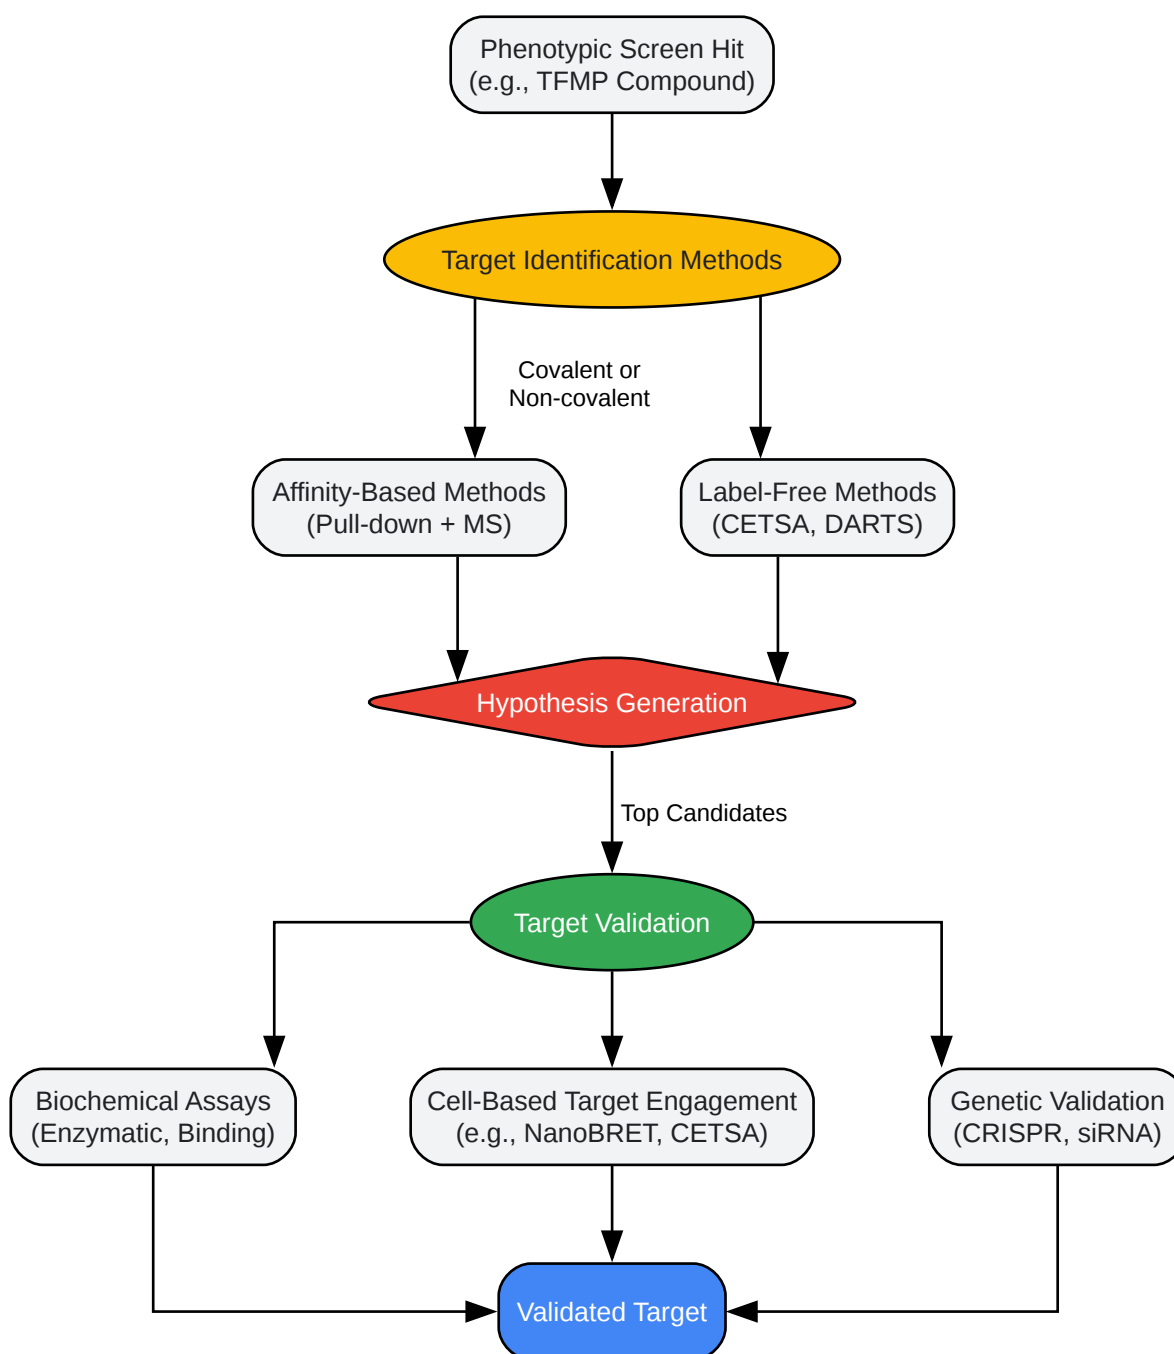 Phenotypic Screen Hit
(e.g., TFMP Compound)
Target Identification Methods
Covalent or
Non-covalent
Affinity-Based Methods
(Pull-down + MS)
Label-Free Methods
(CETSA, DARTS)
Hypothesis Generation
Top Candidates
Target Validation
Biochemical Assays
(Enzymatic, Binding)
Cell-Based Target Engagement
(e.g., NanoBRET, CETSA)
Genetic Validation
(CRISPR, siRNA)
Validated Target